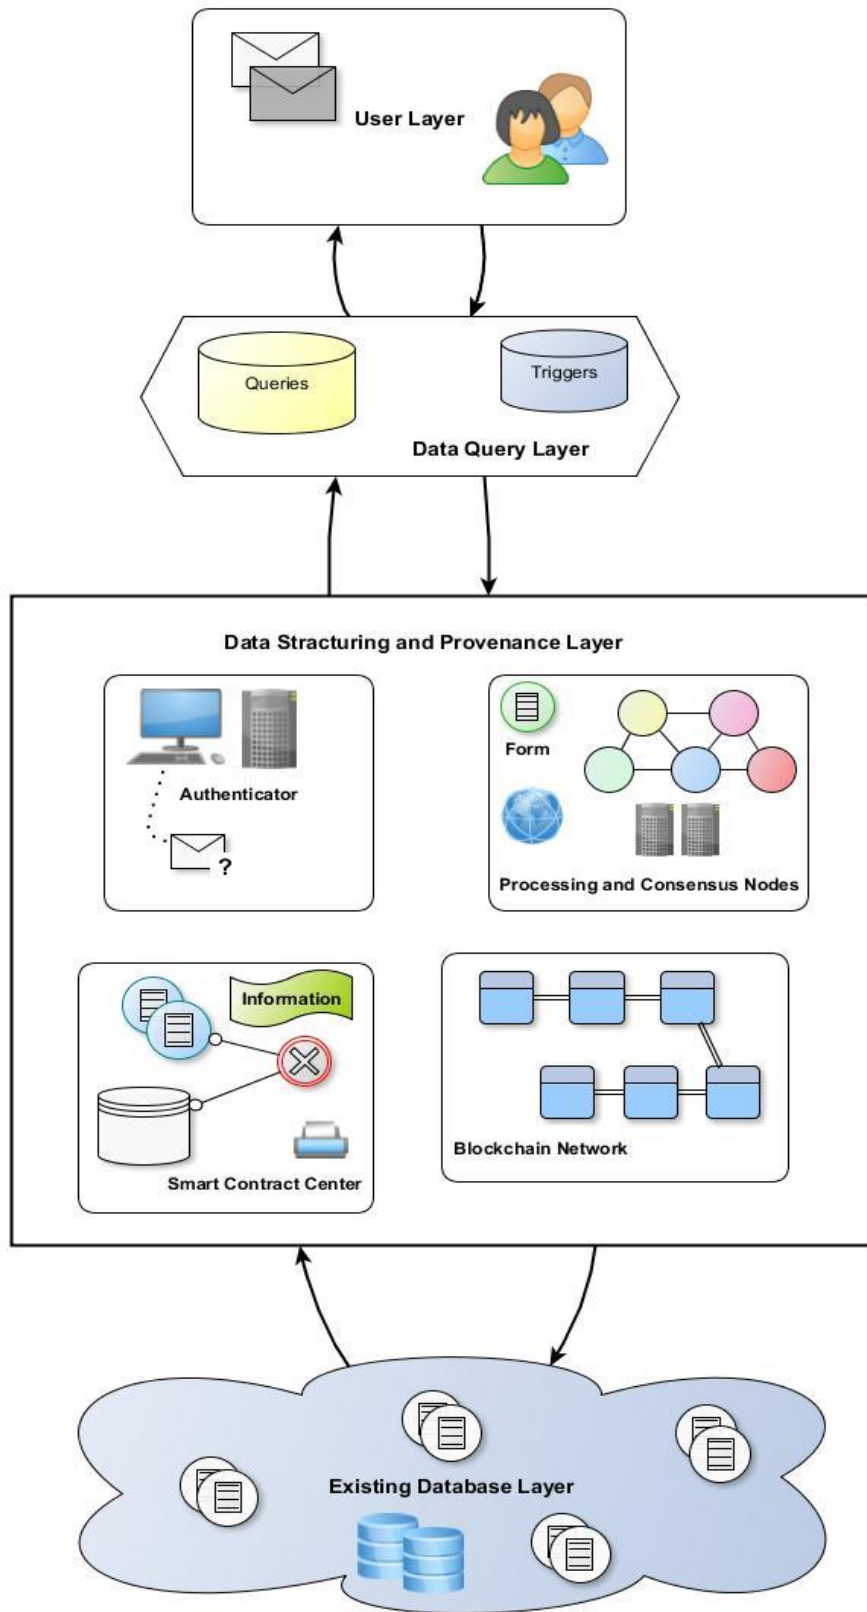 User Layer
Queries
Triggers
Data Query Layer
Data Stracturing and Provenance Layer
Authenticator
?
Form
Processing and Consensus Nodes
Information
Smart Contract Center
Blockchain Network
Existing Database Layer